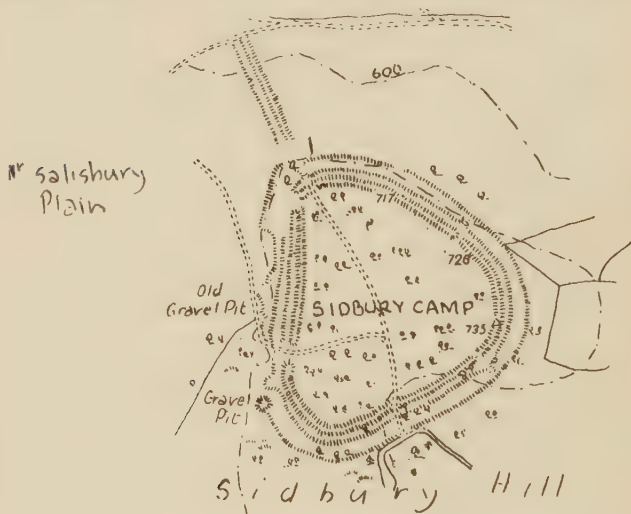 600
Nr Salisbury
Plain
717
728
Old
Gravel Pit
SIDBURY CAMP
735
Gravel
Pit
Sidbury Hill